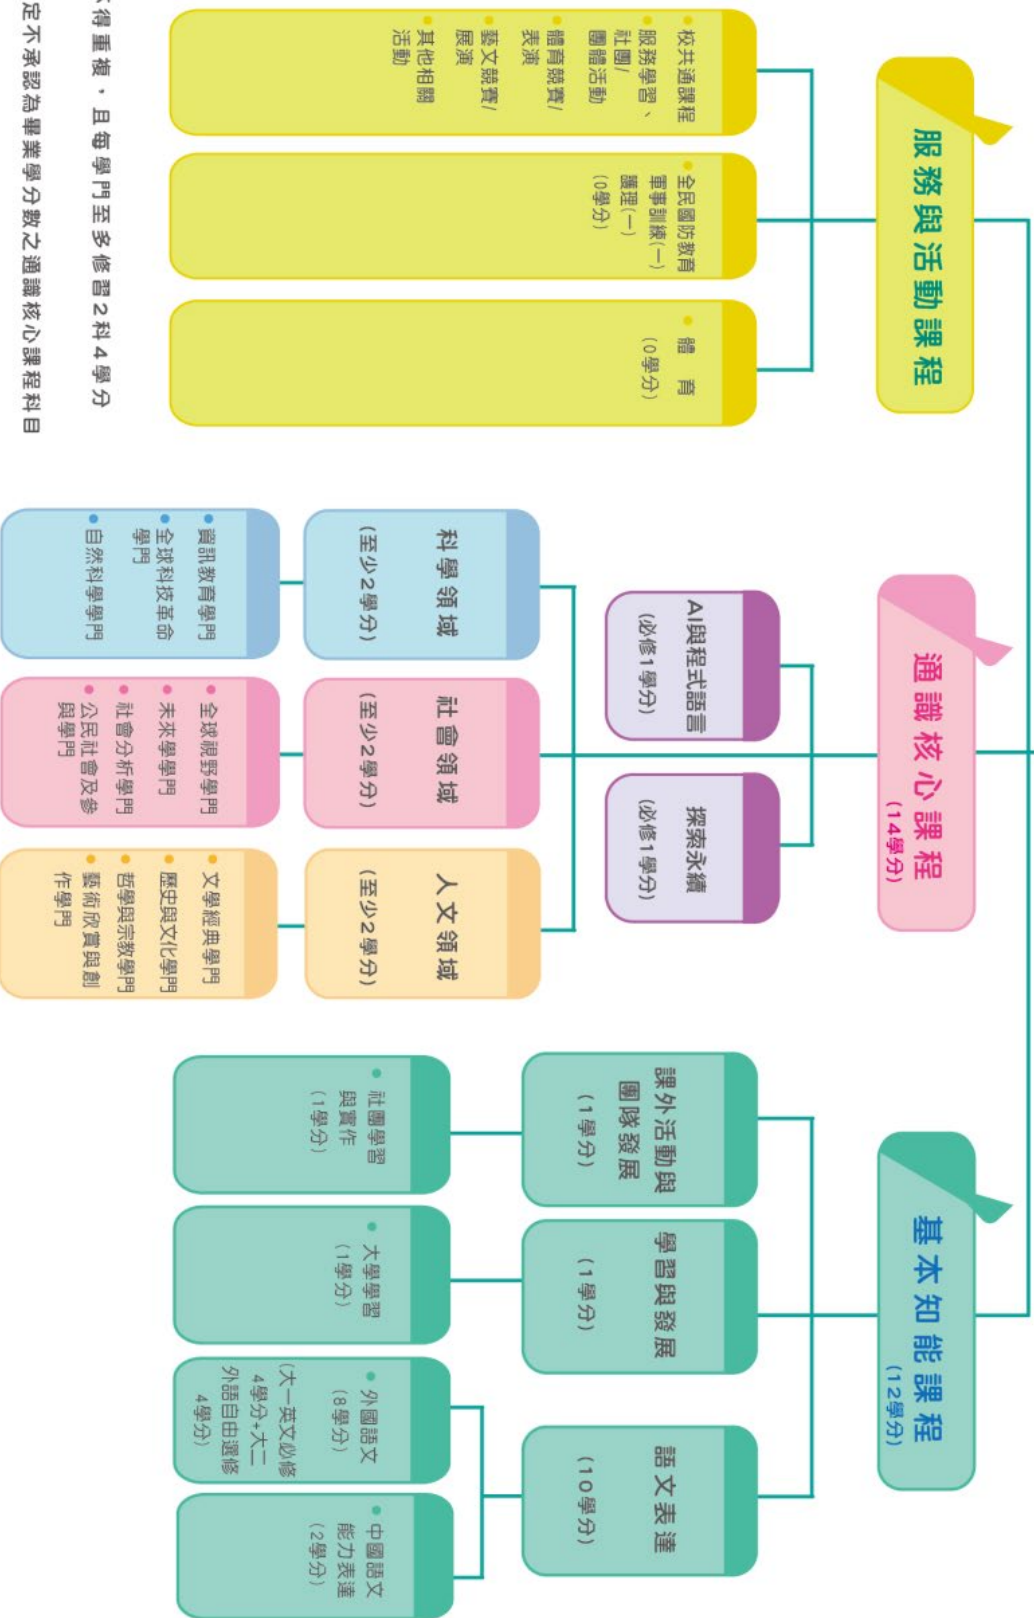 服務與活動課程
校共通課程
服務學習、
社團/
團體活動
體育競賽/
表演
藝文競賽/
展演
其他相關
活動
全民國防教育
軍事訓練(一)
護理(一)
(0學分)
體 育
(0學分)
通識核心課程
(14學分)
AI與程式語言
(必修1學分)
探索永續
(必修1學分)
科學領域
(至少2學分)
資訊教育學門
全球科技革命
學門
自然科學學門
社會領域
(至少2學分)
全球視野學門
未來學學門
社會分析學門
公民社會及參
與學門
人文領域
(至少2學分)
文學經典學門
歷史與文化學門
哲學與宗教學門
藝術欣賞與創
作學門
基本知能課程
(12學分)
課外活動與
團隊發展
(1學分)
社團學習
與實作
(1學分)
學習與發展
(1學分)
大學學習
(1學分)
語文表達
(10學分)
外國語文
(8學分)
(大一英文必修
4學分+大二
外語自由選修
4學分)
中國語文
能力表達
(2學分)
得重複，且每學門至多修習2科4學分
定不承認為畢業學分數之通識核心課程科目